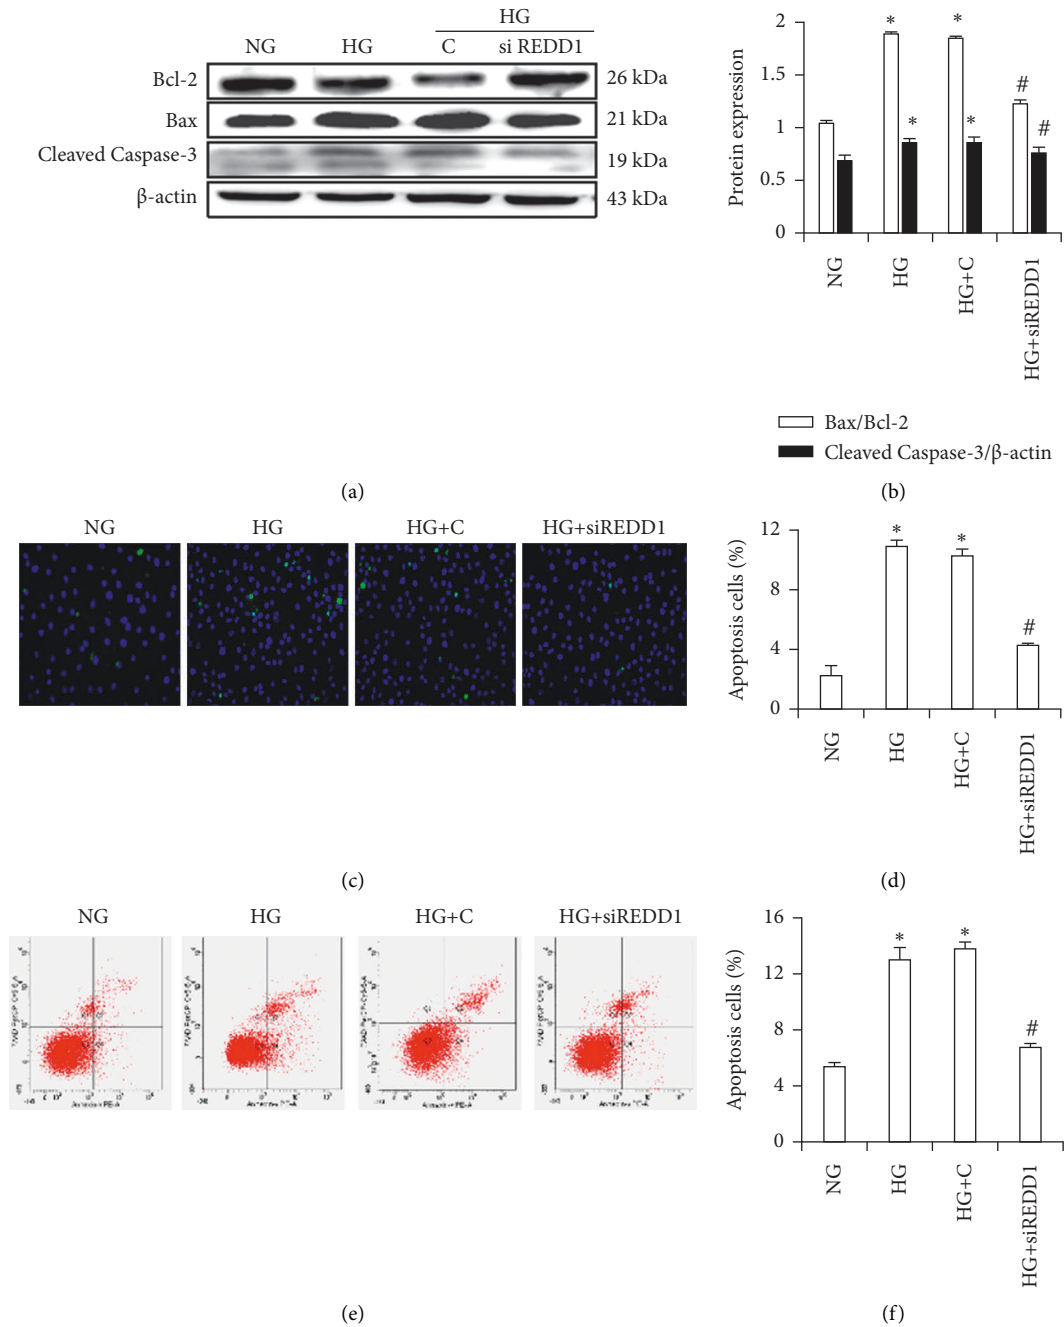 HG
NG HG C si REDD1
Bcl-2 26 kDa
Bax 21 kDa
Cleaved Caspase-3 19 kDa
β-actin 43 kDa
(a)
Protein expression
2
1.5
1
0.5
0
* * * * # #
NG HG HG+C HG+siREDD1
Bax/Bcl-2
Cleaved Caspase-3/β-actin
(b)
NG HG HG+C HG+siREDD1
(c)
Apoptosis cells (%)
12
8
4
0
* * #
NG HG HG+C HG+siREDD1
(d)
NG HG HG+C HG+siREDD1
(e)
Apoptosis cells (%)
16
12
8
4
0
* * #
NG HG HG+C HG+siREDD1
(f)